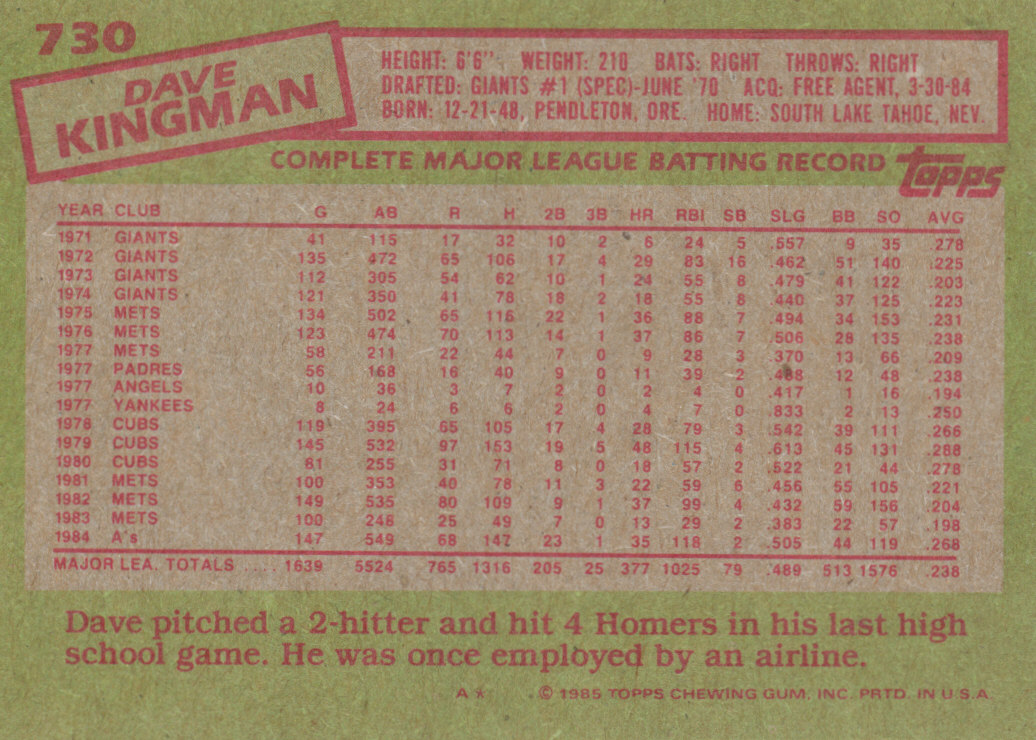 730
DAVE
KINGMAN
HEIGHT: 6'6" WEIGHT: 210 BATS: RIGHT THROWS: RIGHT
DRAFTED: GIANTS #1 (SPEC)-JUNE '70 ACQ: FREE AGENT, 3-30-84
BORN: 12-21-48, PENDLETON, ORE. HOME: SOUTH LAKE TAHOE, NEV.
COMPLETE MAJOR LEAGUE BATTING RECORD topps
YEAR CLUB G AB R H 2B 3B HR RBI SB SLG BB SO AVG
1971 GIANTS 41 115 17 32 10 2 6 24 5 .557 9 35 .278
1972 GIANTS 135 472 65 106 17 4 29 83 16 .462 51 140 .225
1973 GIANTS 112 305 54 62 10 1 24 55 8 .479 41 122 .203
1974 GIANTS 121 350 41 78 18 2 18 55 8 .440 37 125 .223
1975 METS 134 502 65 116 22 1 36 88 7 .494 34 153 .231
1976 METS 123 474 70 113 14 1 37 86 7 .506 28 135 .238
1977 METS 58 211 22 44 7 0 9 28 3 .370 13 66 .209
1977 PADRES 56 168 16 40 9 0 11 39 2 .488 12 48 .238
1977 ANGELS 10 36 3 7 2 0 2 4 0 .417 1 16 .194
1977 YANKEES 8 24 6 6 2 0 4 7 0 .833 2 13 .250
1978 CUBS 119 395 65 105 17 4 28 79 3 .542 39 111 .266
1979 CUBS 145 532 97 153 19 5 48 115 4 .613 45 131 .288
1980 CUBS 81 255 31 71 8 0 18 57 2 .522 21 44 .278
1981 METS 100 353 40 78 11 3 22 59 6 .456 55 105 .221
1982 METS 149 535 80 109 9 1 37 99 4 .432 59 156 .204
1983 METS 100 248 25 49 7 0 13 29 2 .383 22 57 .198
1984 A's 147 549 68 147 23 1 35 118 2 .505 44 119 .268
MAJOR LEA. TOTALS ..... 1639 5524 765 1316 205 25 377 1025 79 .489 513 1576 .238
Dave pitched a 2-hitter and hit 4 Homers in his last high
school game. He was once employed by an airline.
A* © 1985 TOPPS CHEWING GUM, INC. PRTD. IN U.S.A.